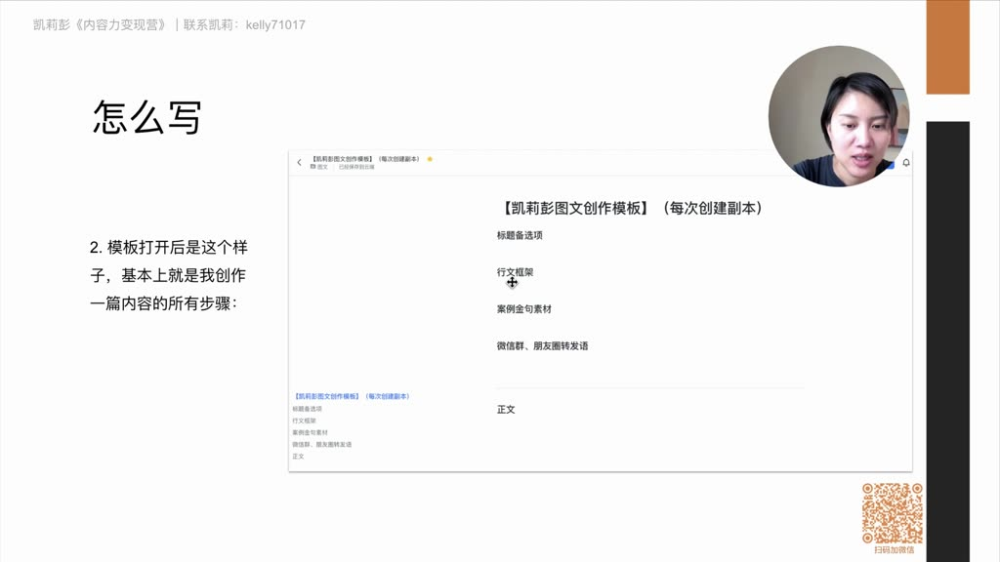 凯莉彭《内容力变现营》｜联系凯莉：kelly71017
怎么写
2. 模板打开后是这个样
子，基本上就是我创作
一篇内容的所有步骤：
【凯莉彭图文创作模板】（每次创建副本）
图文 已经保存到云端
【凯莉彭图文创作模板】（每次创建副本）
标题备选项
行文框架
案例金句素材
微信群、朋友圈转发语
正文
【凯莉彭图文创作模板】（每次创建副本）
标题备选项
行文框架
案例金句素材
微信群、朋友圈转发语
正文
扫码加微信